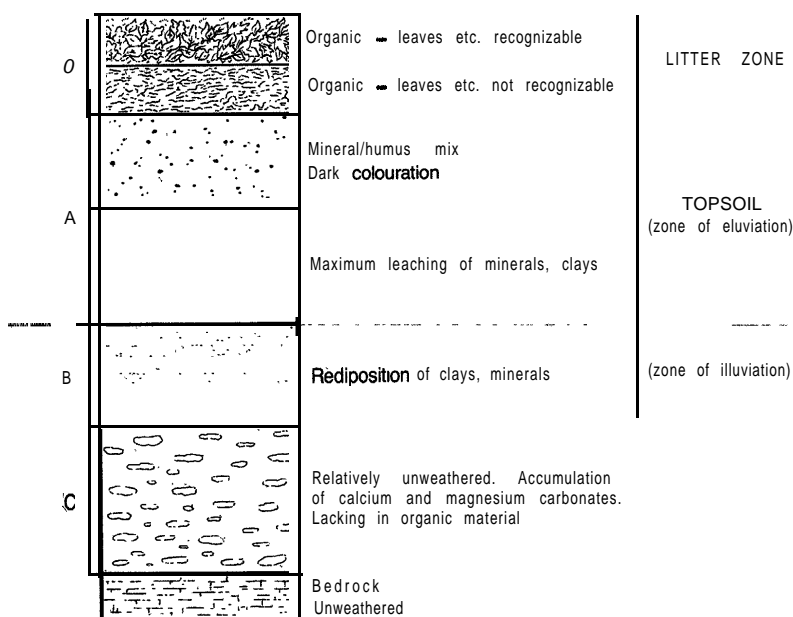 O
Organic - leaves etc. recognizable
Organic - leaves etc. not recognizable
LITTER ZONE
Mineral/humus mix
Dark colouration
A
TOPSOIL
(zone of eluviation)
Maximum leaching of minerals, clays
B
Rediposition of clays, minerals
(zone of illuviation)
C
Relatively unweathered. Accumulation
of calcium and magnesium carbonates.
Lacking in organic material
Bedrock
Unweathered